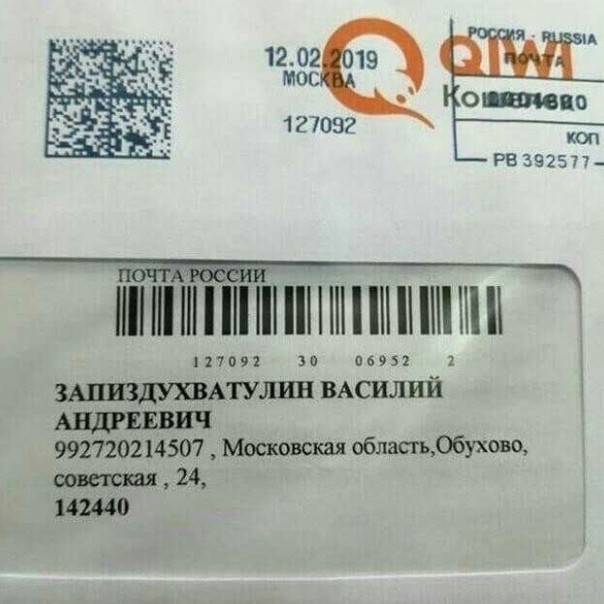 12.02.2019
МОСКВА
127092
QIWI
РОССИЯ - RUSSIA
ПОЧТА
КОП
РВ 392577
ПОЧТА РОССИИ
127092 30 06952 2
ЗАПИЗДУХВАТУЛИН ВАСИЛИЙ
АНДРЕЕВИЧ
992720214507 , Московская область,Обухово,
советская , 24,
142440